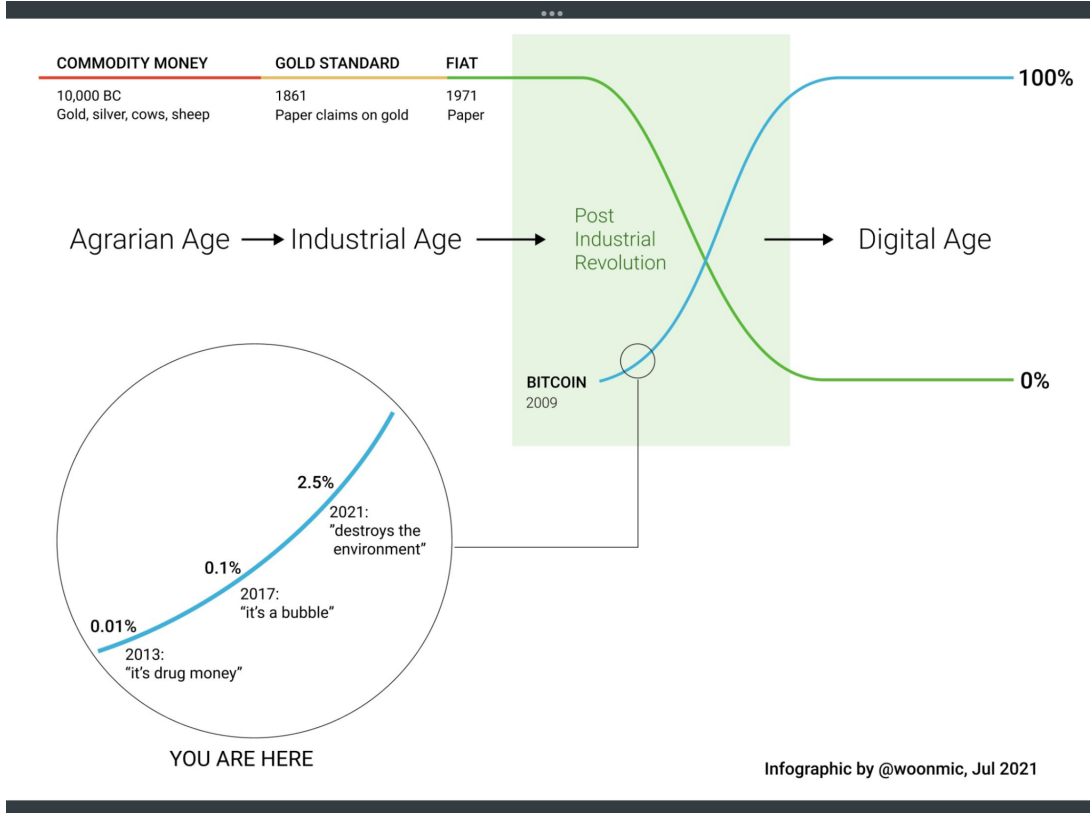 COMMODITY MONEY
10,000 BC
Gold, silver, cows, sheep
GOLD STANDARD
1861
Paper claims on gold
FIAT
1971
Paper
100%
Agrarian Age
Industrial Age
Post
Industrial
Revolution
Digital Age
BITCOIN
2009
0%
2.5%
2021:
"destroys the
environment"
0.1%
2017:
“it’s a bubble”
0.01%
2013:
“it’s drug money”
YOU ARE HERE
Infographic by @woonmic, Jul 2021